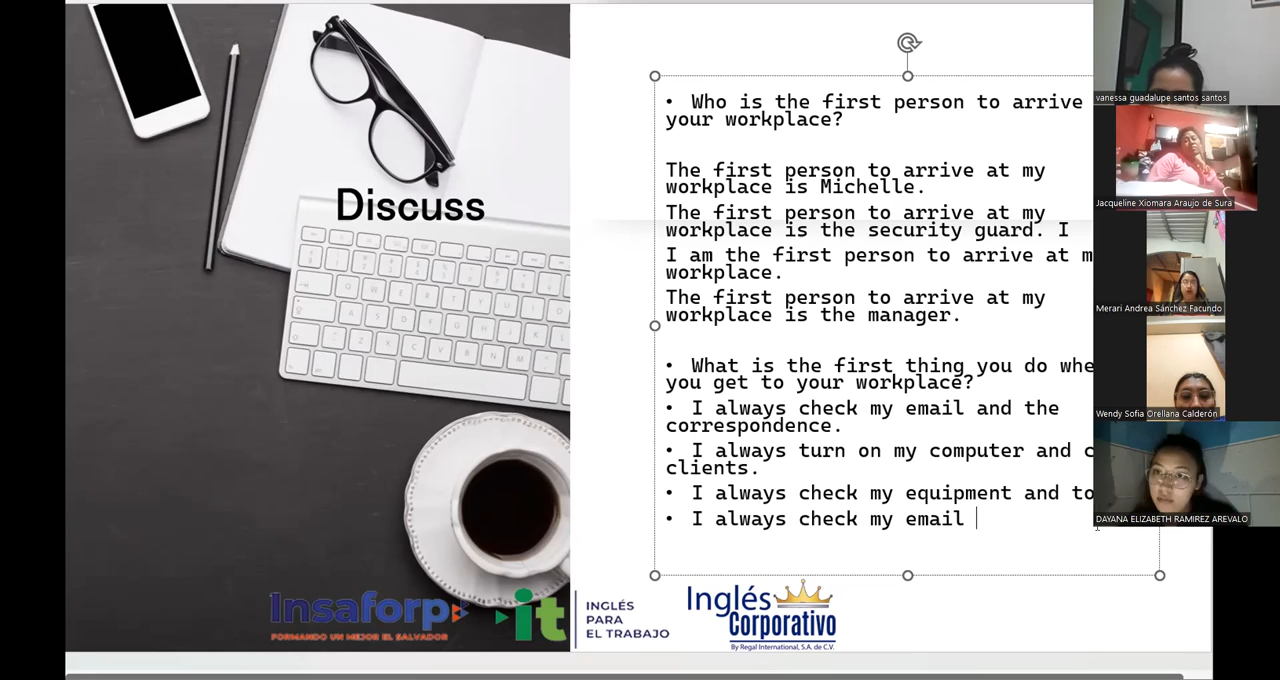 Discuss
• Who is the first person to arrive
your workplace?
The first person to arrive at my
workplace is Michelle.
The first person to arrive at my
workplace is the security guard. I
I am the first person to arrive at
workplace.
The first person to arrive at my
workplace is the manager.
• What is the first thing you do
you get to your workplace?
• I always check my email and the
correspondence.
• I always turn on my computer and
clients.
• I always check my equipment and
• I always check my email
Insaforp
FORMANDO UN MEJOR EL SALVADOR
it
INGLÉS
PARA
EL TRABAJO
Inglés
Corporativo
By Regal International, S.A. de C.V.
vanessa guadalupe santos santos
Jacqueline Xiomara Araujo de Sura
Merari Andrea Sánchez Facundo
Wendy Sofia Orellana Calderón
DAYANA ELIZABETH RAMIREZ AREVALO